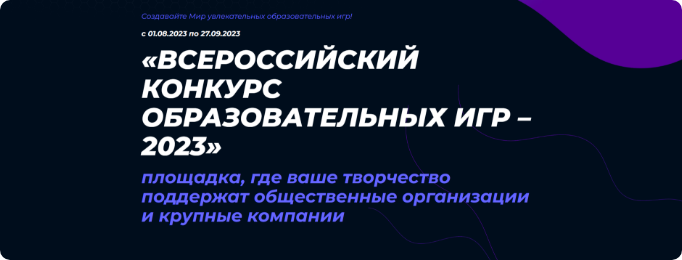 Создавайте Мир увлекательных образовательных игр!
с 01.08.2023 по 27.09.2023
«ВСЕРОССИЙСКИЙ
КОНКУРС
ОБРАЗОВАТЕЛЬНЫХ ИГР –
2023»
площадка, где ваше творчество
поддержат общественные организации
и крупные компании